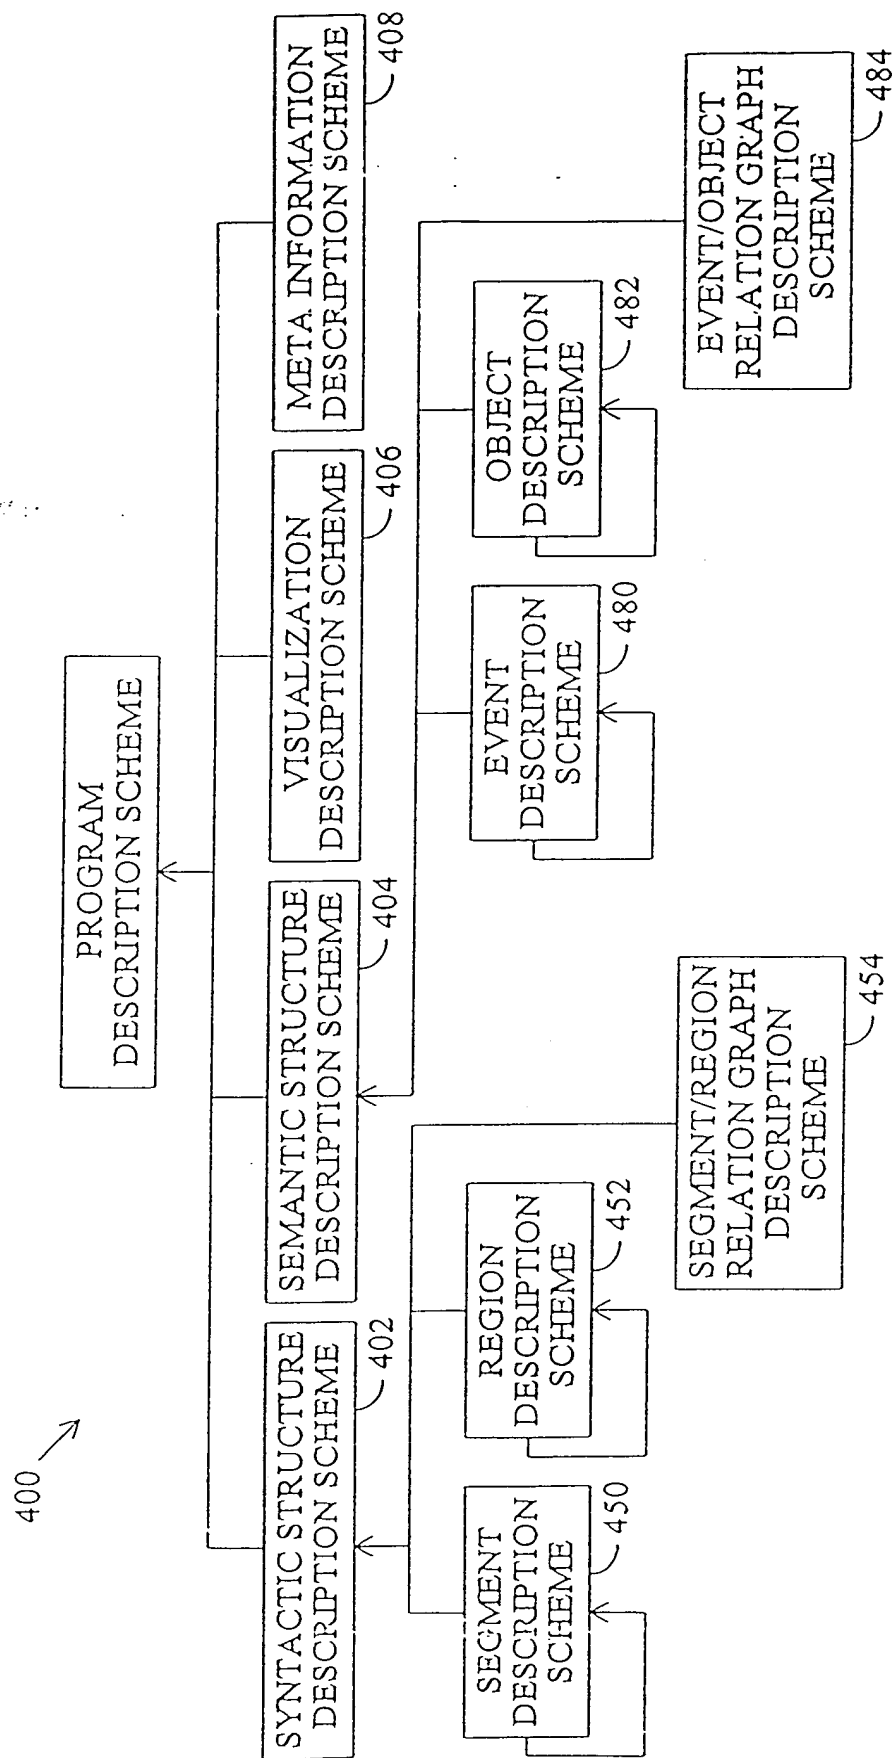 400
PROGRAM
DESCRIPTION SCHEME
SYNTACTIC STRUCTURE
DESCRIPTION SCHEME
402
SEMANTIC STRUCTURE
DESCRIPTION SCHEME
404
VISUALIZATION
DESCRIPTION SCHEME
406
META INFORMATION
DESCRIPTION SCHEME
408
SEGMENT
DESCRIPTION
SCHEME
450
REGION
DESCRIPTION
SCHEME
452
SEGMENT/REGION
RELATION GRAPH
DESCRIPTION
SCHEME
454
EVENT
DESCRIPTION
SCHEME
480
OBJECT
DESCRIPTION
SCHEME
482
EVENT/OBJECT
RELATION GRAPH
DESCRIPTION
SCHEME
484